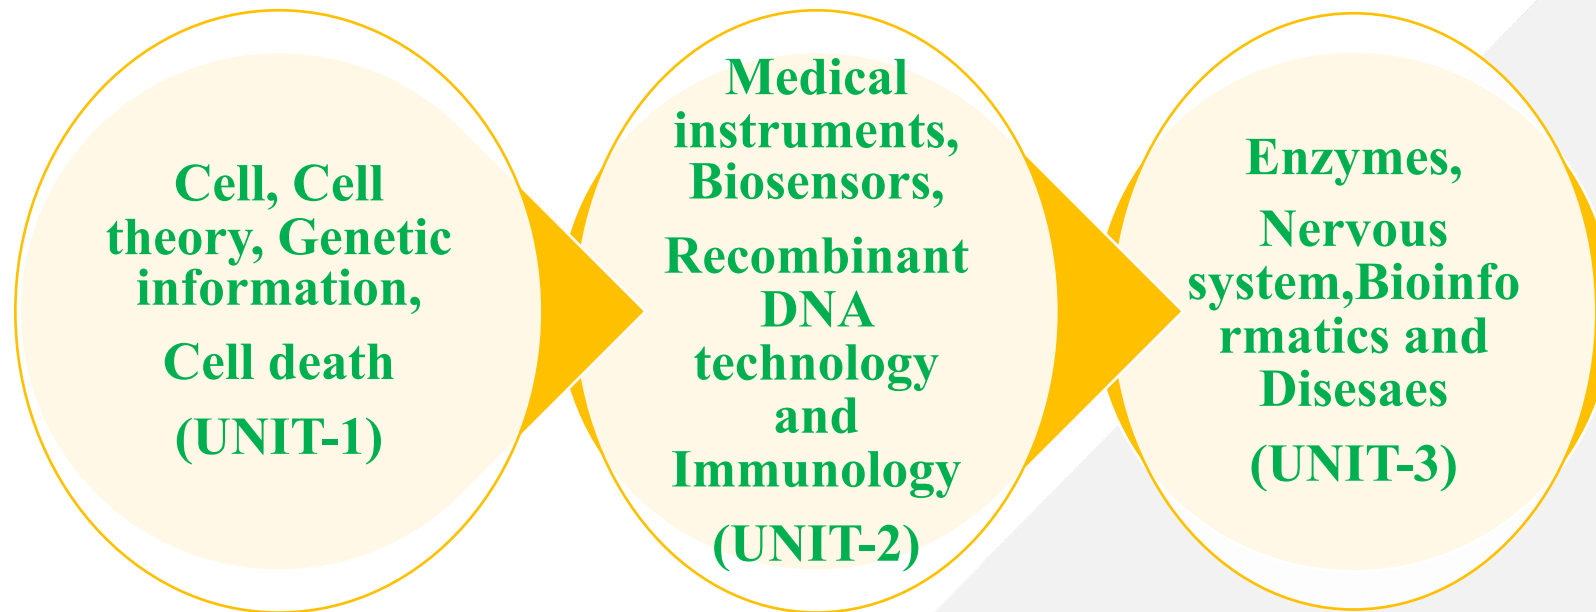 Cell, Cell
theory, Genetic
information,
Cell death
(UNIT-1)
Medical
instruments,
Biosensors,
Recombinant
DNA
technology
and
Immunology
(UNIT-2)
Enzymes,
Nervous
system,Bioinfo
rmatics and
Disesaes
(UNIT-3)